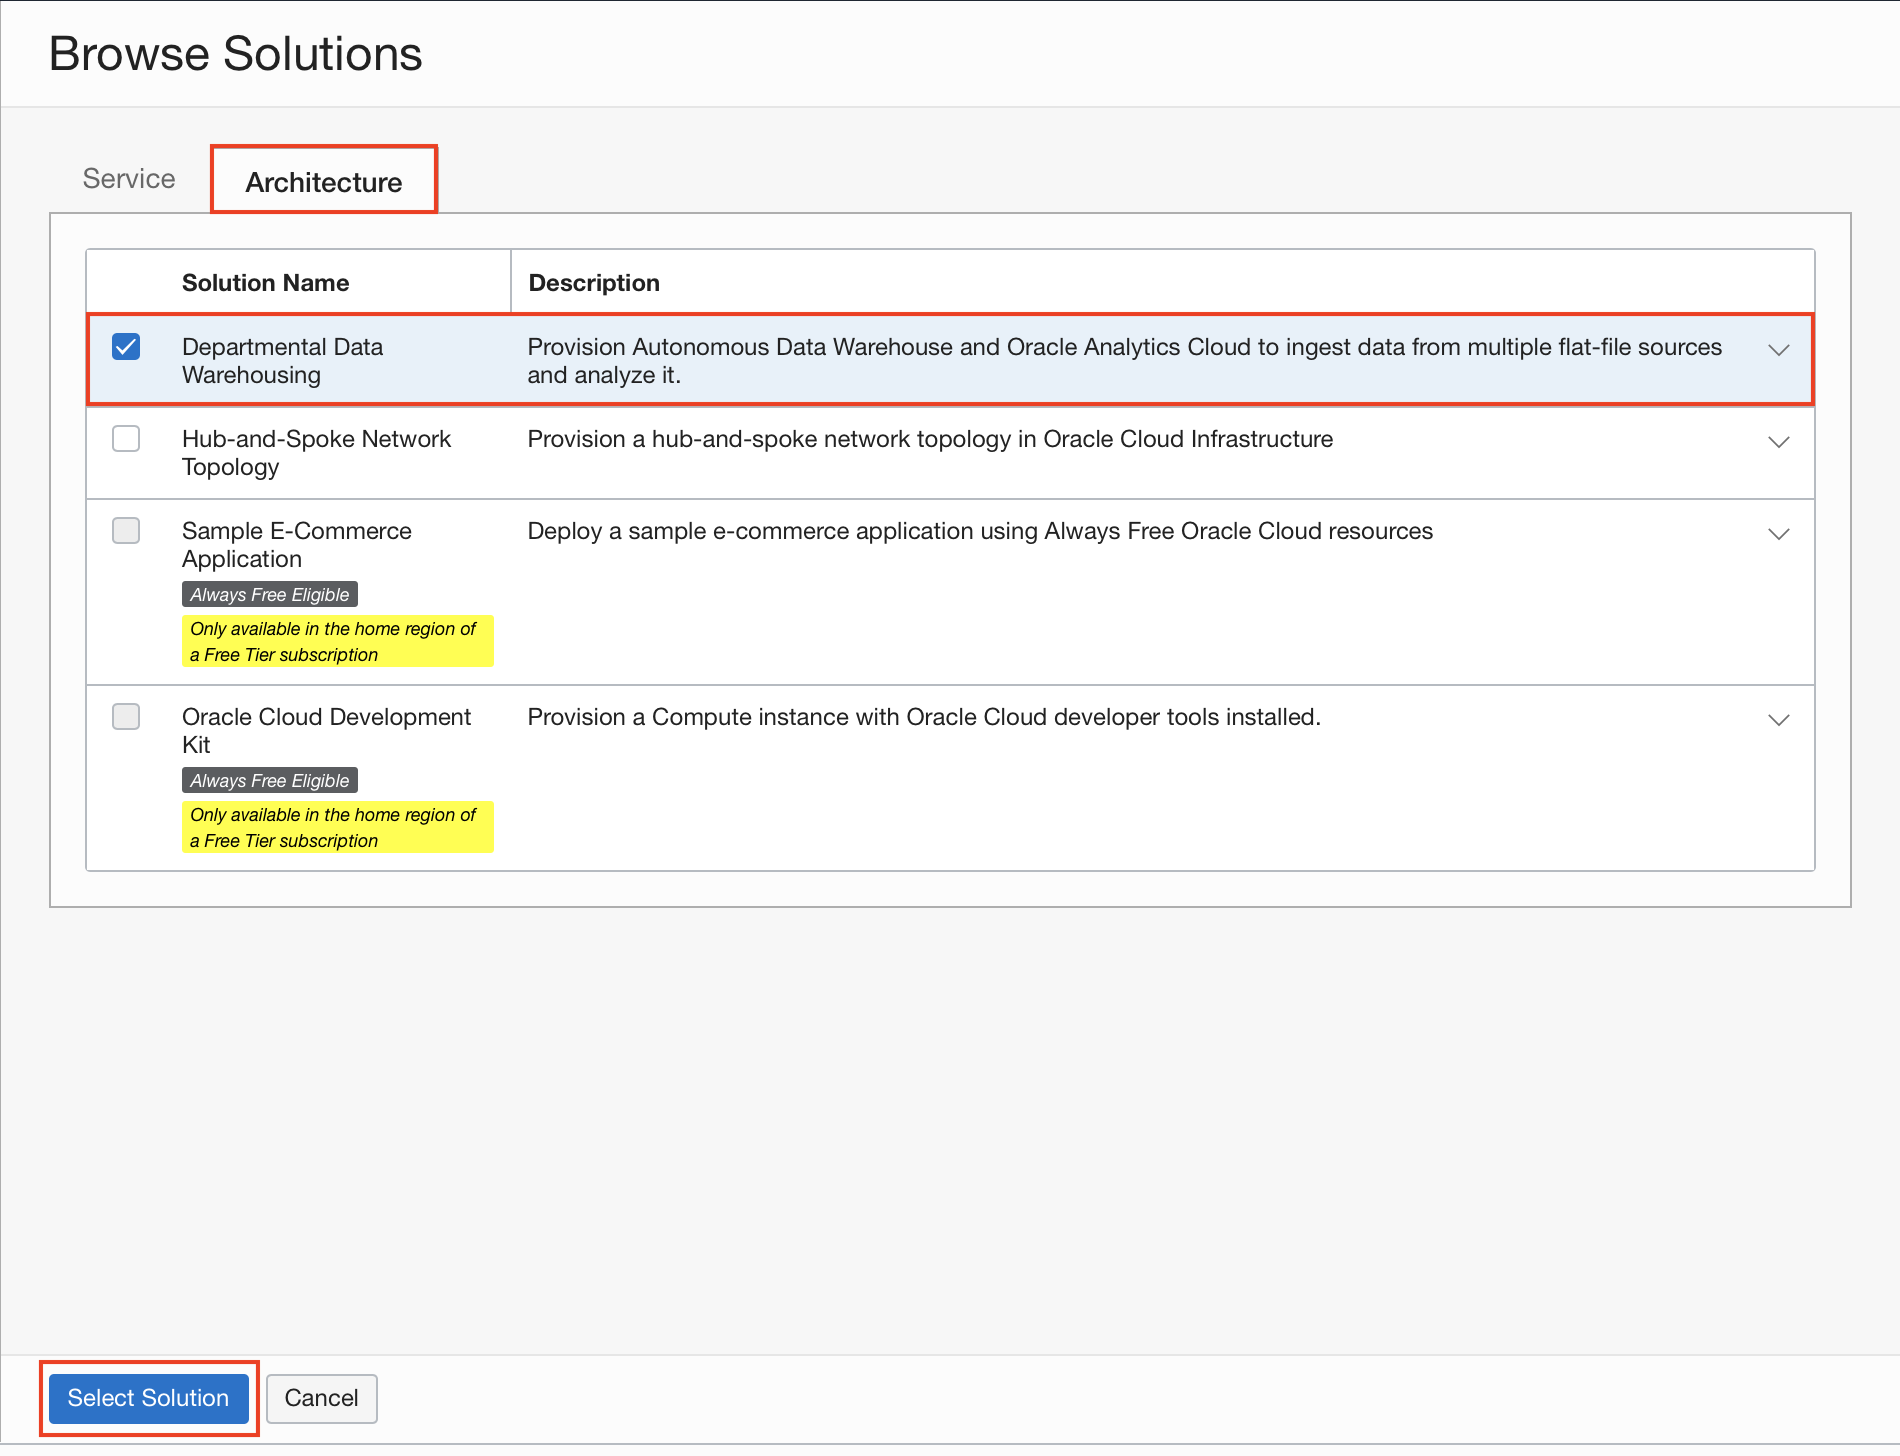 Browse Solutions
Service
Architecture
Solution Name
Description
Departmental Data
Warehousing
Provision Autonomous Data Warehouse and Oracle Analytics Cloud to ingest data from multiple flat-file sources
and analyze it.
Hub-and-Spoke Network
Topology
Provision a hub-and-spoke network topology in Oracle Cloud Infrastructure
Sample E-Commerce
Application
Always Free Eligible
Only available in the home region of
a Free Tier subscription
Deploy a sample e-commerce application using Always Free Oracle Cloud resources
Oracle Cloud Development
Kit
Always Free Eligible
Only available in the home region of
a Free Tier subscription
Provision a Compute instance with Oracle Cloud developer tools installed.
Select Solution
Cancel